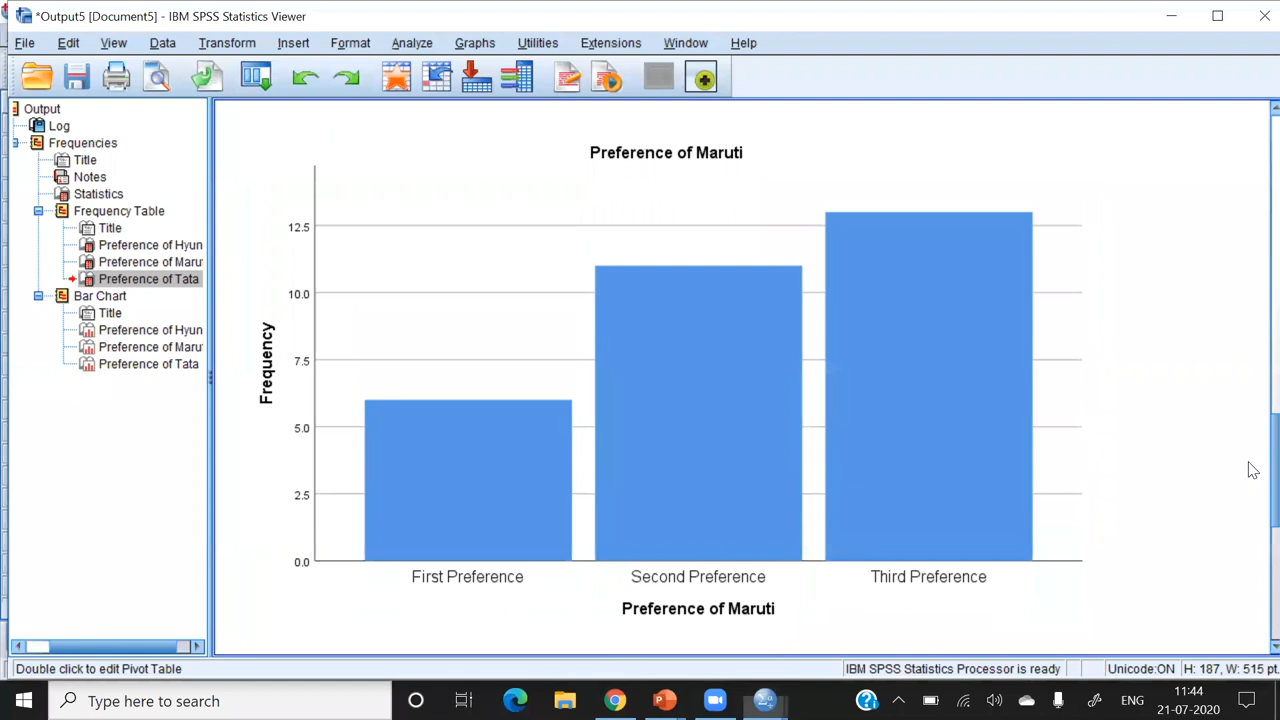 *Output5 [Document5] - IBM SPSS Statistics Viewer
File Edit View Data Transform Insert Format Analyze Graphs Utilities Extensions Window Help
Output
Log
Frequencies
Title
Notes
Statistics
Frequency Table
Title
Preference of Hyun
Preference of Maru
Preference of Tata
Bar Chart
Title
Preference of Hyun
Preference of Maru
Preference of Tata
Preference of Maruti
12.5
10.0
7.5
5.0
2.5
0.0
Frequency
First Preference Second Preference Third Preference
Preference of Maruti
Double click to edit Pivot Table IBM SPSS Statistics Processor is ready Unicode:ON H: 187, W: 515 pt.
Type here to search ENG 11:44
21-07-2020